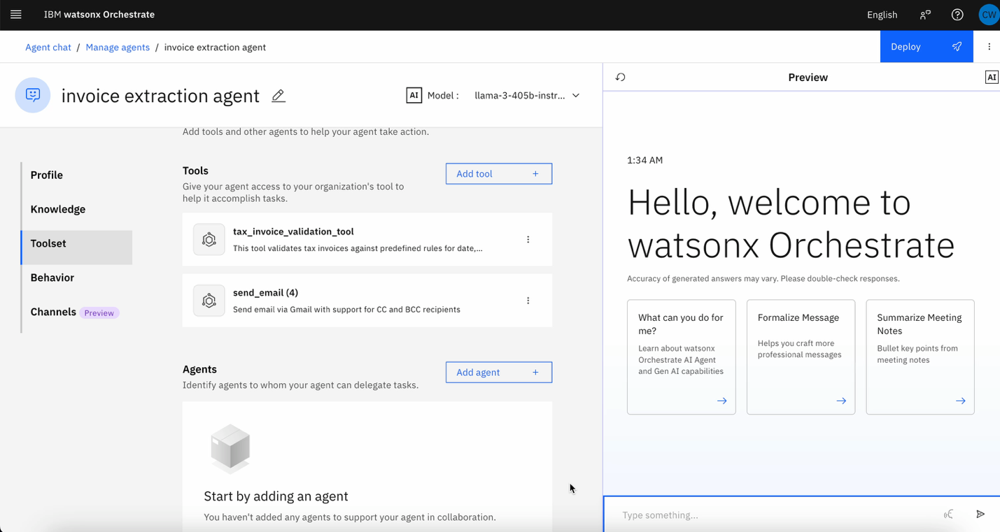 IBM watsonx Orchestrate
English
CW
Agent chat / Manage agents / invoice extraction agent
Deploy
invoice extraction agent
AI Model : llama-3-405b-instr...
Add tools and other agents to help your agent take action.
Profile
Knowledge
Toolset
Behavior
Channels Preview
Tools
Give your agent access to your organization's tool to
help it accomplish tasks.
Add tool +
tax_invoice_validation_tool
This tool validates tax invoices against predefined rules for date,...
send_email (4)
Send email via Gmail with support for CC and BCC recipients
Agents
Identify agents to whom your agent can delegate tasks.
Add agent +
Start by adding an agent
You haven't added any agents to support your agent in collaboration.
Preview
AI
1:34 AM
Hello, welcome to
watsonx Orchestrate
Accuracy of generated answers may vary. Please double-check responses.
What can you do for
me?
Learn about watsonx
Orchestrate AI Agent
and Gen AI capabilities
Formalize Message
Helps you craft more
professional messages
Summarize Meeting
Notes
Bullet key points from
meeting notes
Type something...